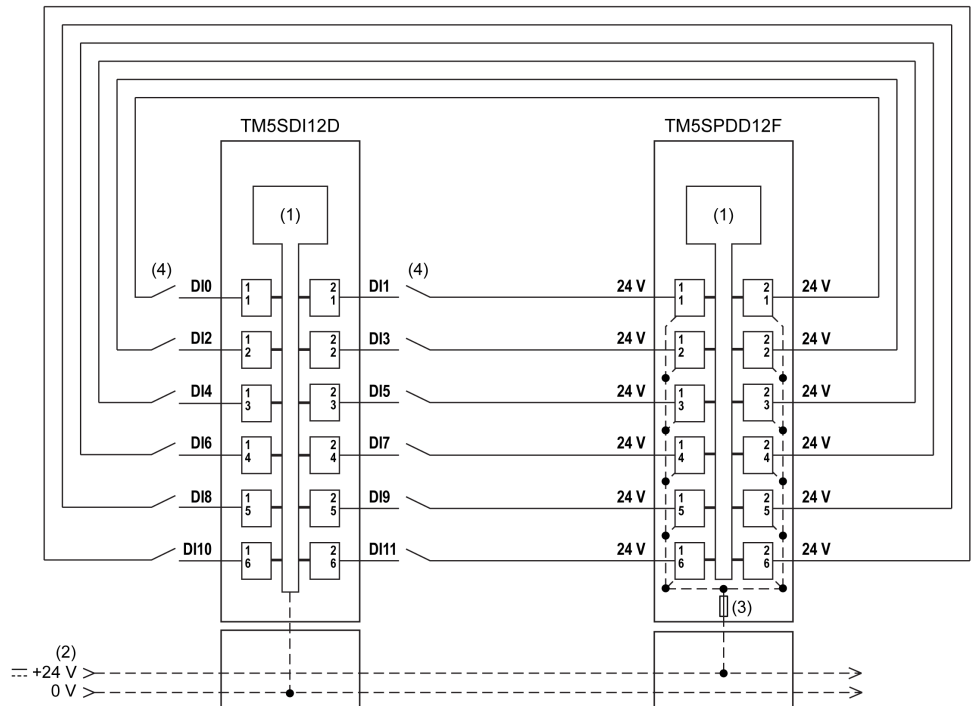 TM5SDI12D TM5SPDD12F
(1) (1)
(4) DI0 1 1 2 1 DI1 (4) 24 V 1 1 2 1 24 V
DI2 1 2 2 2 DI3 24 V 1 2 2 2 24 V
DI4 1 3 2 3 DI5 24 V 1 3 2 3 24 V
DI6 1 4 2 4 DI7 24 V 1 4 2 4 24 V
DI8 1 5 2 5 DI9 24 V 1 5 2 5 24 V
DI10 1 6 2 6 DI11 24 V 1 6 2 6 24 V
(3)
(2)
+24 V
0 V